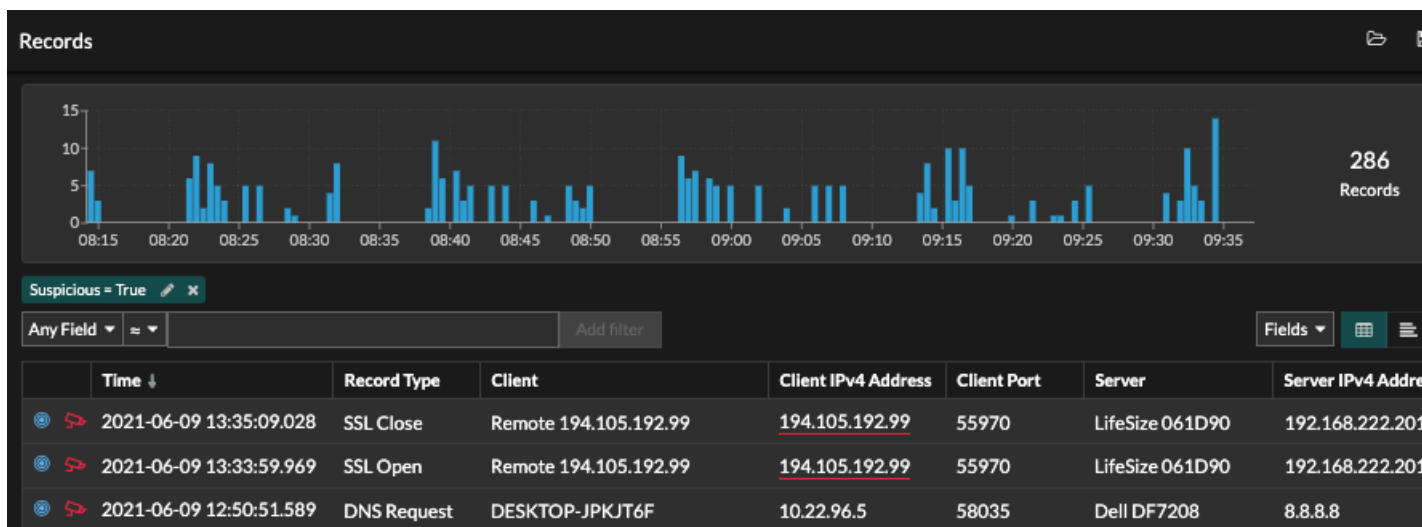 Records
15
10
5
0
08:15 08:20 08:25 08:30 08:35 08:40 08:45 08:50 08:55 09:00 09:05 09:10 09:15 09:20 09:25 09:30 09:35
286
Records
Suspicious = True
Any Field ≈ Add filter Fields
Time ↓ Record Type Client Client IPv4 Address Client Port Server Server IPv4 Addre
2021-06-09 13:35:09.028 SSL Close Remote 194.105.192.99 194.105.192.99 55970 LifeSize 061D90 192.168.222.201
2021-06-09 13:33:59.969 SSL Open Remote 194.105.192.99 194.105.192.99 55970 LifeSize 061D90 192.168.222.201
2021-06-09 12:50:51.589 DNS Request DESKTOP-JPKJT6F 10.22.96.5 58035 Dell DF7208 8.8.8.8